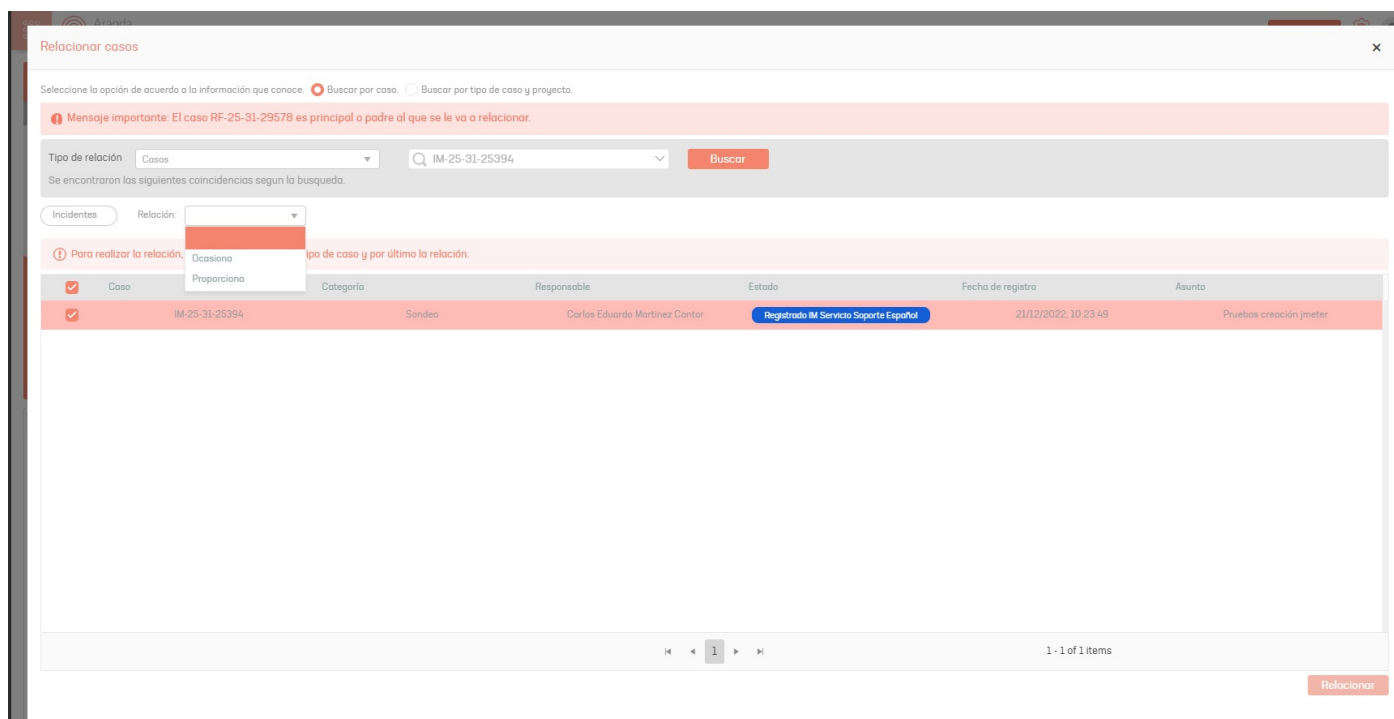 Aranda
Relacionar casos
Seleccione la opción de acuerdo a la información que conoce. Buscar por caso. Buscar por tipo de caso y proyecto.
Mensaje importante: El caso RF-25-31-29578 es principal o padre al que se le va a relacionar.
Tipo de relación Casos IM-25-31-25394 Buscar
Se encontraron las siguientes coincidencias segun la busqueda.
Incidentes Relación:
Para realizar la relación, ipo de caso y por último la relación.
Ocasiona
Proporciona
Caso Categoría Responsable Estado Fecha de registro Asunto
IM-25-31-25394 Sondeo Carlos Eduardo Martinez Cantor Registrado IM Servicio Soporte Español 21/12/2022, 10:23:49 Pruebas creación jmeter
1 1 - 1 of 1 items
Relacionar